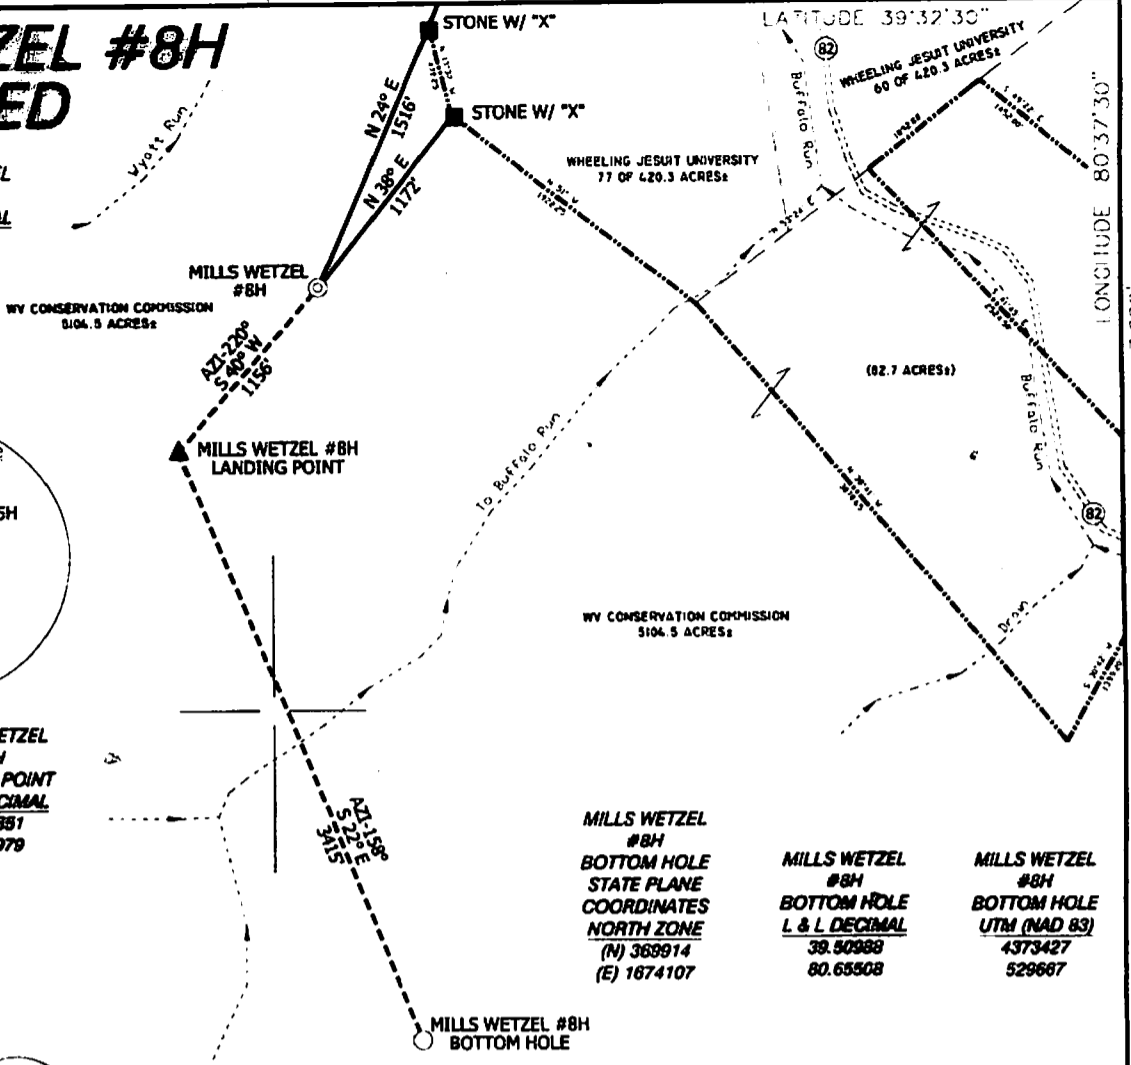 ZEL #8H
ED
STONE W/ "X"
LATITUDE 39°32'30"
82
WHEELING JESUIT UNIVERSITY
60 OF 420.3 ACRES±
Buffalo Run
LONGITUDE 80°37'30"
Wyatt Run
N 24° E
1516'
STONE W/ "X"
N 38° E
1172'
WHEELING JESUIT UNIVERSITY
77 OF 420.3 ACRES±
N 51° W
MILLS WETZEL
#8H
WV CONSERVATION COMMISSION
5104.5 ACRES±
AZI-220°
S 40° W
1156'
(82.7 ACRES±)
Buffalo Run
MILLS WETZEL #8H
LANDING POINT
To Buffalo Run
5H
82
WV CONSERVATION COMMISSION
5104.5 ACRES±
Drain
ETZEL
POINT
CIMAL
851
979
AZI-158°
S 22° E
3415'
MILLS WETZEL
#8H
BOTTOM HOLE
STATE PLANE
COORDINATES
NORTH ZONE
(N) 369914
(E) 1674107
MILLS WETZEL
#8H
BOTTOM HOLE
L & L DECIMAL
39.50988
80.65508
MILLS WETZEL
#8H
BOTTOM HOLE
UTM (NAD 83)
4373427
529667
MILLS WETZEL #8H
BOTTOM HOLE